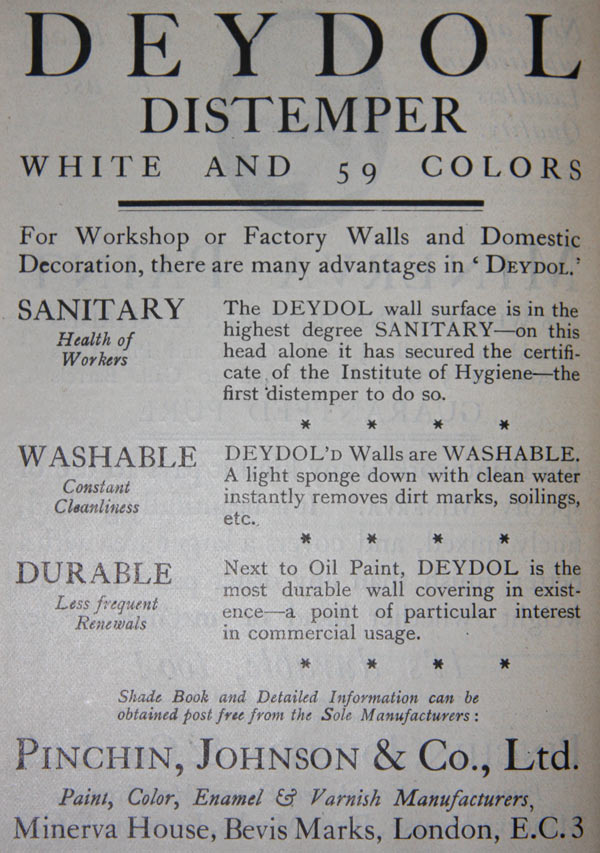 DEYDOL
DISTEMPER
WHITE AND 59 COLORS
For Workshop or Factory Walls and Domestic
Decoration, there are many advantages in ‘ DEYDOL.’
SANITARY
Health of
Workers
The DEYDOL wall surface is in the
highest degree SANITARY—on this
head alone it has secured the certifi-
cate of the Institute of Hygiene—the
first distemper to do so.
* * * *
WASHABLE
Constant
Cleanliness
DEYDOL’D Walls are WASHABLE.
A light sponge down with clean water
instantly removes dirt marks, soilings,
etc.
* * * *
DURABLE
Less frequent
Renewals
Next to Oil Paint, DEYDOL is the
most durable wall covering in exist-
ence—a point of particular interest
in commercial usage.
* * * *
Shade Book and Detailed Information can be
obtained post free from the Sole Manufacturers :
PINCHIN, JOHNSON & Co., Ltd.
Paint, Color, Enamel & Varnish Manufacturers,
Minerva House, Bevis Marks, London, E.C. 3